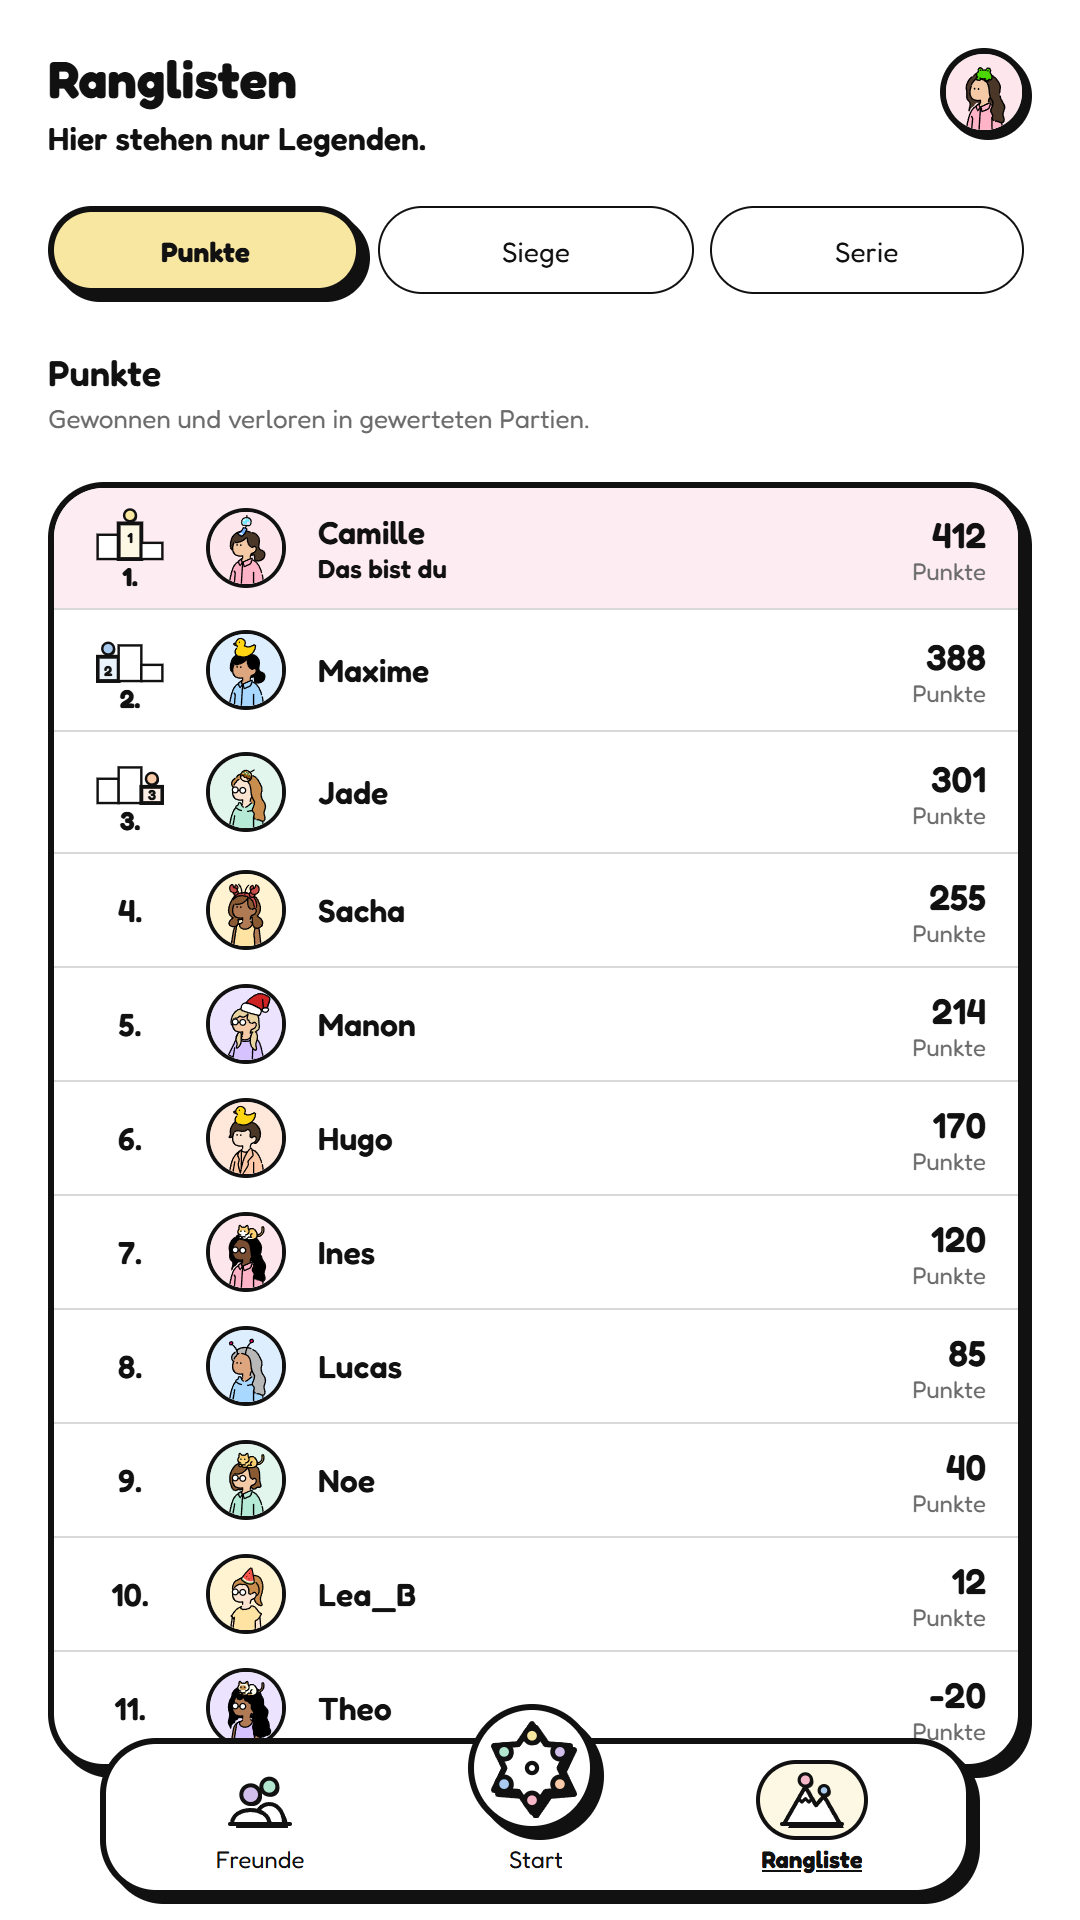 Ranglisten
Hier stehen nur Legenden.
Punkte
Siege
Serie
Punkte
Gewonnen und verloren in gewerteten Partien.
1
1.
Camille
Das bist du
412
Punkte
2
2.
Maxime
388
Punkte
3
3.
Jade
301
Punkte
4.
Sacha
255
Punkte
5.
Manon
214
Punkte
6.
Hugo
170
Punkte
7.
Ines
120
Punkte
8.
Lucas
85
Punkte
9.
Noe
40
Punkte
10.
Lea__B
12
Punkte
11.
Theo
-20
Punkte
Freunde
Start
Rangliste